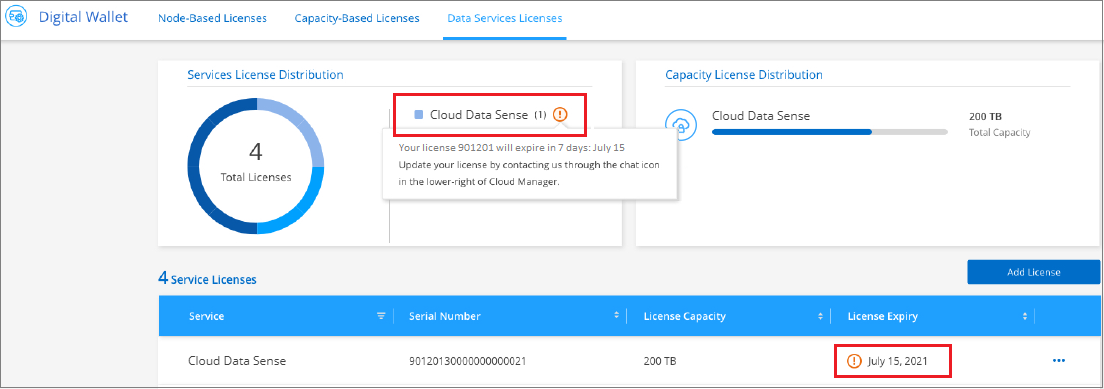 Digital Wallet
Node-Based Licenses
Capacity-Based Licenses
Data Services Licenses
Services License Distribution
4
Total Licenses
Cloud Data Sense (1)
Your license 901201 will expire in 7 days: July 15
Update your license by contacting us through the chat icon
in the lower-right of Cloud Manager.
Capacity License Distribution
Cloud Data Sense
200 TB
Total Capacity
4 Service Licenses
Add License
Service
Serial Number
License Capacity
License Expiry
Cloud Data Sense
90120130000000000021
200 TB
July 15, 2021